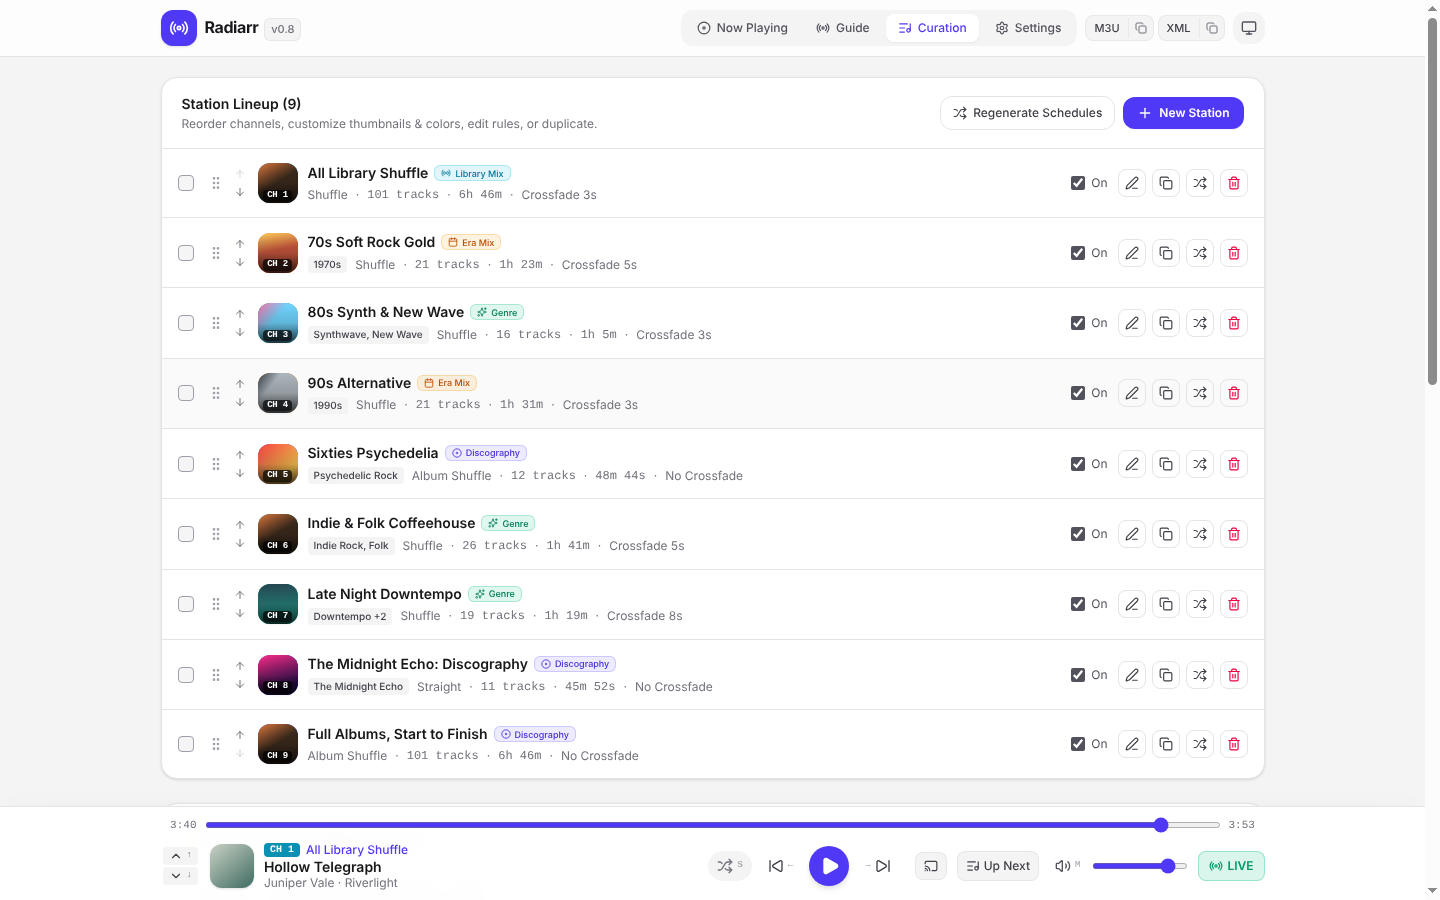 Radiarr v0.8
Now Playing Guide Curation Settings M3U XML
Station Lineup (9)
Reorder channels, customize thumbnails & colors, edit rules, or duplicate.
Regenerate Schedules New Station
CH 1 All Library Shuffle Library Mix
Shuffle · 101 tracks · 6h 46m · Crossfade 3s
On
CH 2 70s Soft Rock Gold Era Mix
1970s Shuffle · 21 tracks · 1h 23m · Crossfade 5s
On
CH 3 80s Synth & New Wave Genre
Synthwave, New Wave Shuffle · 16 tracks · 1h 5m · Crossfade 3s
On
CH 4 90s Alternative Era Mix
1990s Shuffle · 21 tracks · 1h 31m · Crossfade 3s
On
CH 5 Sixties Psychedelia Discography
Psychedelic Rock Album Shuffle · 12 tracks · 48m 44s · No Crossfade
On
CH 6 Indie & Folk Coffeehouse Genre
Indie Rock, Folk Shuffle · 26 tracks · 1h 41m · Crossfade 5s
On
CH 7 Late Night Downtempo Genre
Downtempo +2 Shuffle · 19 tracks · 1h 19m · Crossfade 8s
On
CH 8 The Midnight Echo: Discography Discography
The Midnight Echo Straight · 11 tracks · 45m 52s · No Crossfade
On
CH 9 Full Albums, Start to Finish Discography
Album Shuffle · 101 tracks · 6h 46m · No Crossfade
On
3:40 3:53
CH 1 All Library Shuffle
Hollow Telegraph
Juniper Vale · Riverlight
S ← → Up Next M LIVE